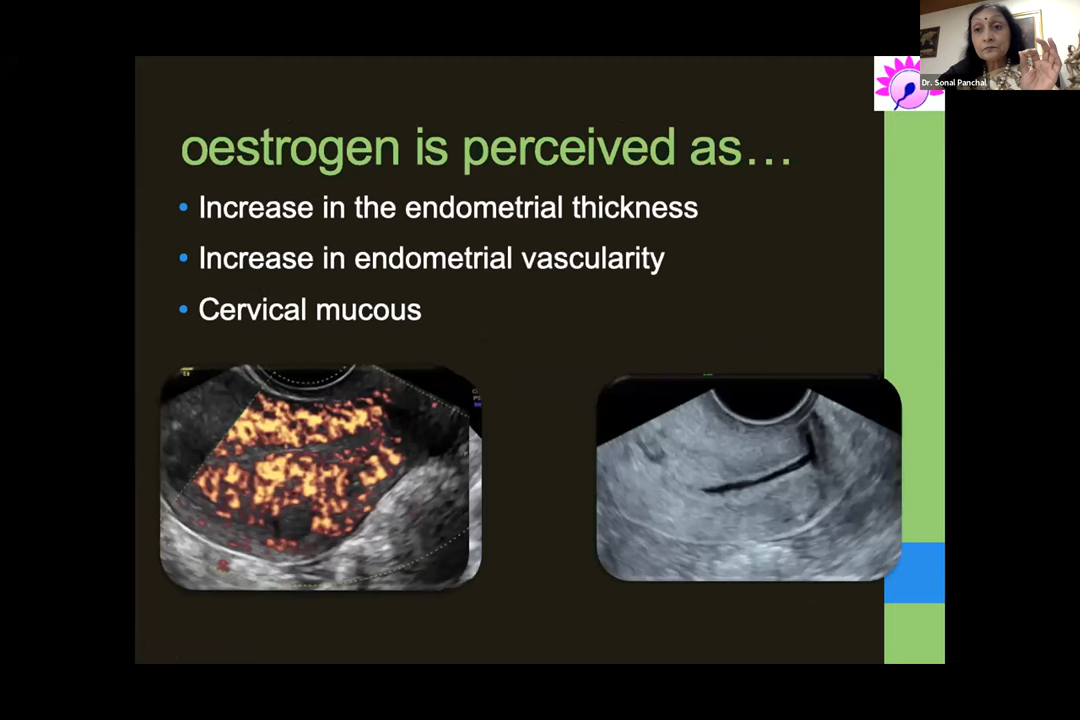 Dr. Sonal Panchal
oestrogen is perceived as…
Increase in the endometrial thickness
Increase in endometrial vascularity
Cervical mucous